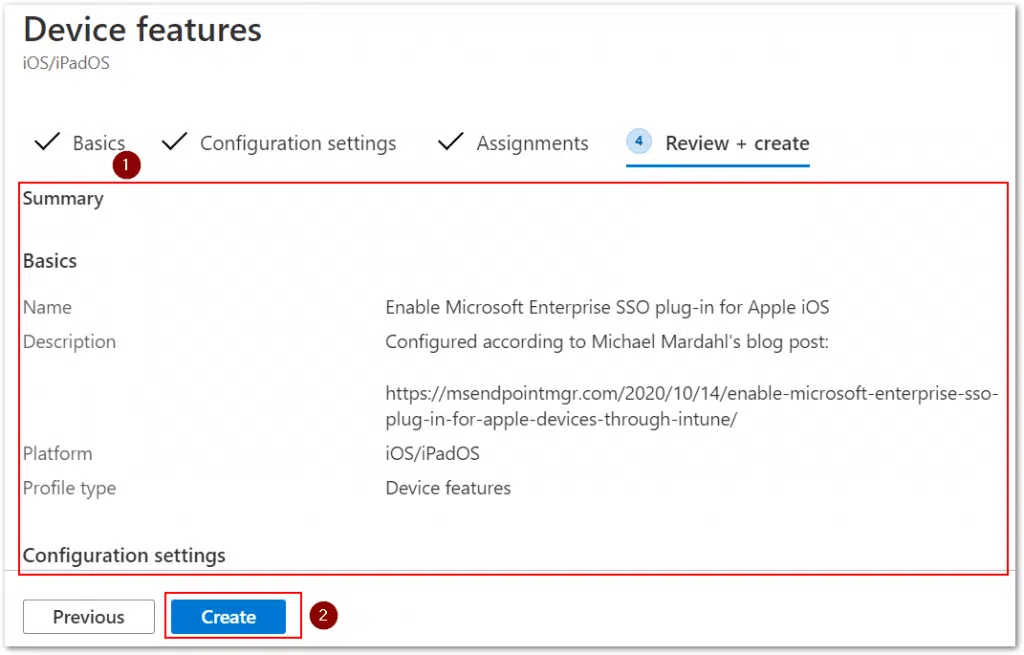 Device features
iOS/iPadOS
Basics Configuration settings Assignments 4 Review + create
1
Summary
Basics
Name Enable Microsoft Enterprise SSO plug-in for Apple iOS
Description Configured according to Michael Mardahl's blog post:
https://msendpointmgr.com/2020/10/14/enable-microsoft-enterprise-sso-
plug-in-for-apple-devices-through-intune/
Platform iOS/iPadOS
Profile type Device features
Configuration settings
Previous Create 2